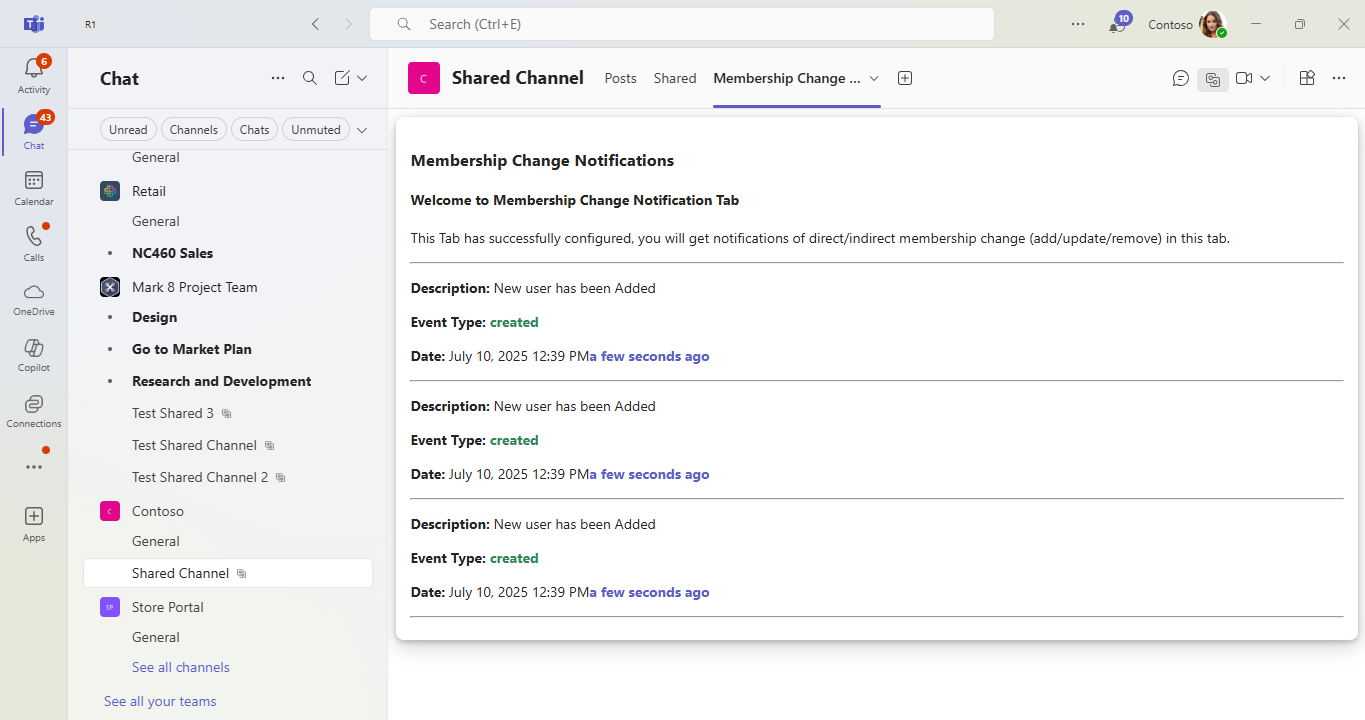 R1
Search (Ctrl+E)
10
Contoso
6
Activity
43
Chat
Calendar
Calls
OneDrive
Copilot
Connections
Apps
Chat
Unread
Channels
Chats
Unmuted
General
Retail
General
NC460 Sales
Mark 8 Project Team
Design
Go to Market Plan
Research and Development
Test Shared 3
Test Shared Channel
Test Shared Channel 2
C
Contoso
General
Shared Channel
SP
Store Portal
General
See all channels
See all your teams
C
Shared Channel
Posts
Shared
Membership Change ...
Membership Change Notifications
Welcome to Membership Change Notification Tab
This Tab has successfully configured, you will get notifications of direct/indirect membership change (add/update/remove) in this tab.
Description: New user has been Added
Event Type: created
Date: July 10, 2025 12:39 PMa few seconds ago
Description: New user has been Added
Event Type: created
Date: July 10, 2025 12:39 PMa few seconds ago
Description: New user has been Added
Event Type: created
Date: July 10, 2025 12:39 PMa few seconds ago